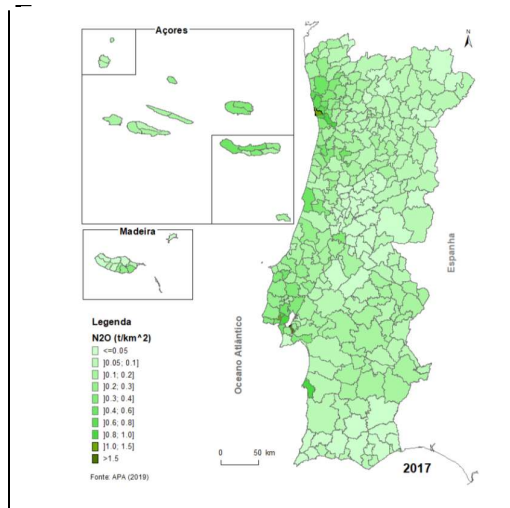 Açores
N
Madeira
Espanha
Oceano Atlântico
Legenda
N2O (t/km^2)
<=0.05
]0.05; 0.1]
]0.1; 0.2]
]0.2; 0.3]
]0.3; 0.4]
]0.4; 0.6]
]0.6; 0.8]
]0.8; 1.0]
]1.0; 1.5]
>1.5
0 50 km
2017
Fonte: APA (2019)